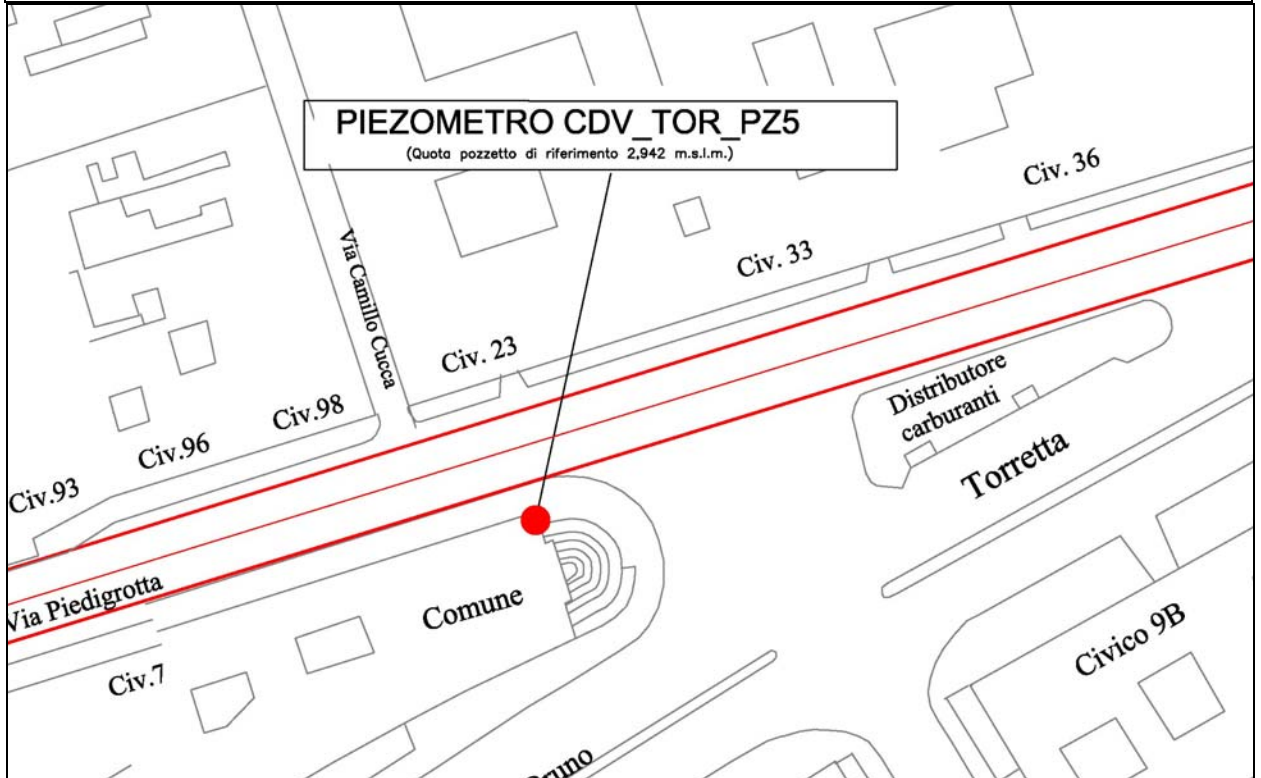 PIEZOMETRO CDV_TOR_PZ5
(Quota pozzetto di riferimento 2,942 m.s.l.m.)
Civ. 36
Via Camillo Cucca
Civ. 33
Civ. 23
Distributore
carburanti
Civ.98
Civ.96
Torretta
Civ.93
Via Piedigrotta
Comune
Civico 9B
Civ.7